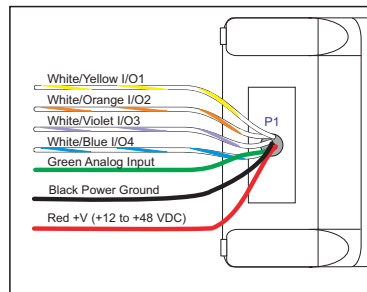 White/Yellow I/O1
White/Orange I/O2
P1
White/Violet I/O3
White/Blue I/O4
Green Analog Input
Black Power Ground
Red +V (+12 to +48 VDC)